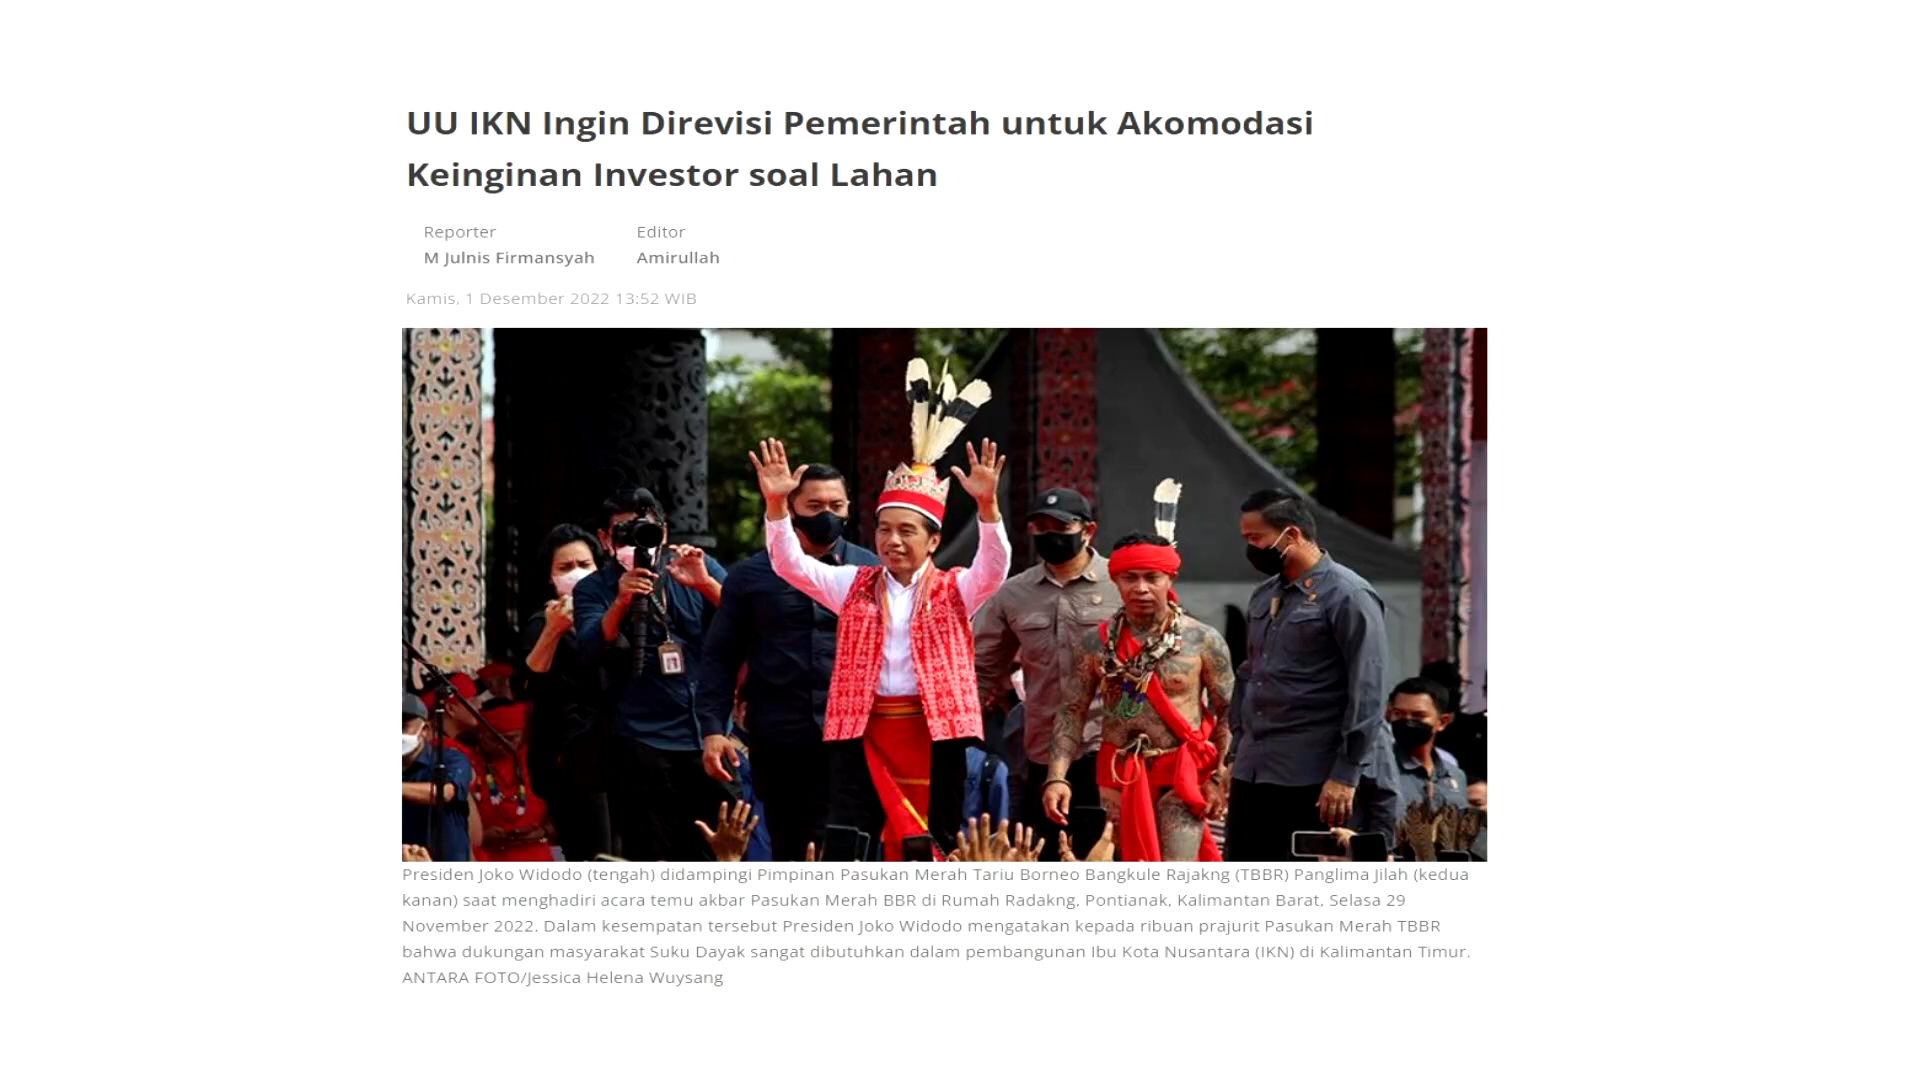 UU IKN Ingin Direvisi Pemerintah untuk Akomodasi
Keinginan Investor soal Lahan
Reporter
M Julnis Firmansyah
Editor
Amirullah
Kamis, 1 Desember 2022 13:52 WIB
Presiden Joko Widodo (tengah) didampingi Pimpinan Pasukan Merah Tariu Borneo Bangkule Rajakng (TBBR) Panglima Jilah (kedua
kanan) saat menghadiri acara temu akbar Pasukan Merah BBR di Rumah Radakng, Pontianak, Kalimantan Barat, Selasa 29
November 2022. Dalam kesempatan tersebut Presiden Joko Widodo mengatakan kepada ribuan prajurit Pasukan Merah TBBR
bahwa dukungan masyarakat Suku Dayak sangat dibutuhkan dalam pembangunan Ibu Kota Nusantara (IKN) di Kalimantan Timur.
ANTARA FOTO/Jessica Helena Wuysang